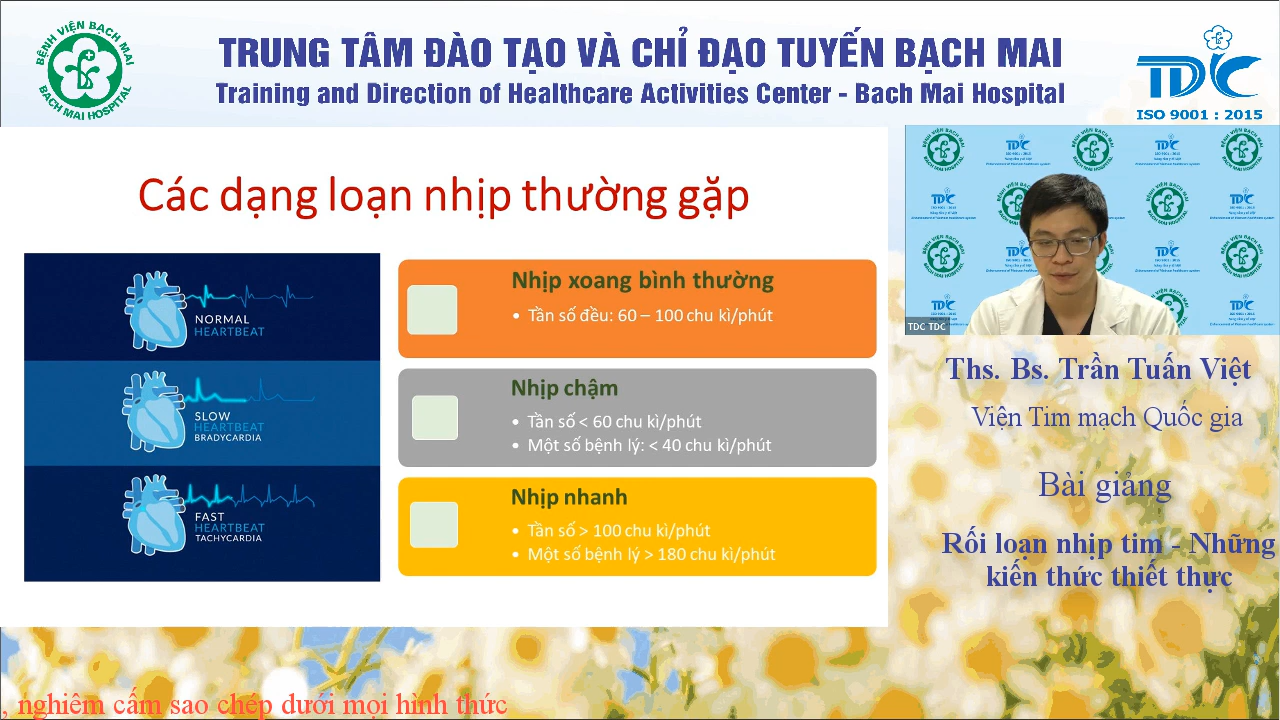 BỆNH VIỆN BẠCH MAI
BACH MAI HOSPITAL
TRUNG TÂM ĐÀO TẠO VÀ CHỈ ĐẠO TUYẾN BẠCH MAI
Training and Direction of Healthcare Activities Center - Bach Mai Hospital
TDC
ISO 9001 : 2015
Các dạng loạn nhịp thường gặp
NORMAL
HEARTBEAT
SLOW
HEARTBEAT
BRADYCARDIA
FAST
HEARTBEAT
TACHYCARDIA
Nhịp xoang bình thường
• Tần số đều: 60 – 100 chu kì/phút
Nhịp chậm
• Tần số < 60 chu kì/phút
• Một số bệnh lý: < 40 chu kì/phút
Nhịp nhanh
• Tần số > 100 chu kì/phút
• Một số bệnh lý > 180 chu kì/phút
TDC TDC
Ths. Bs. Trần Tuấn Việt
Viện Tim mạch Quốc gia
Bài giảng
Rối loạn nhịp tim - Những
kiến thức thiết thực
, nghiêm cấm sao chép dưới mọi hình thức